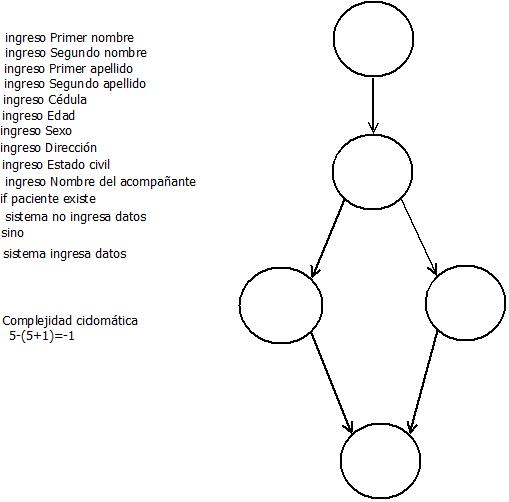 ingreso Primer nombre
ingreso Segundo nombre
ingreso Primer apellido
ingreso Segundo apellido
ingreso Cédula
ingreso Edad
ingreso Sexo
ingreso Dirección
ingreso Estado civil
ingreso Nombre del acompañante
if paciente existe
sistema no ingresa datos
sino
sistema ingresa datos
Complejidad cidomática
5-(5+1)=-1